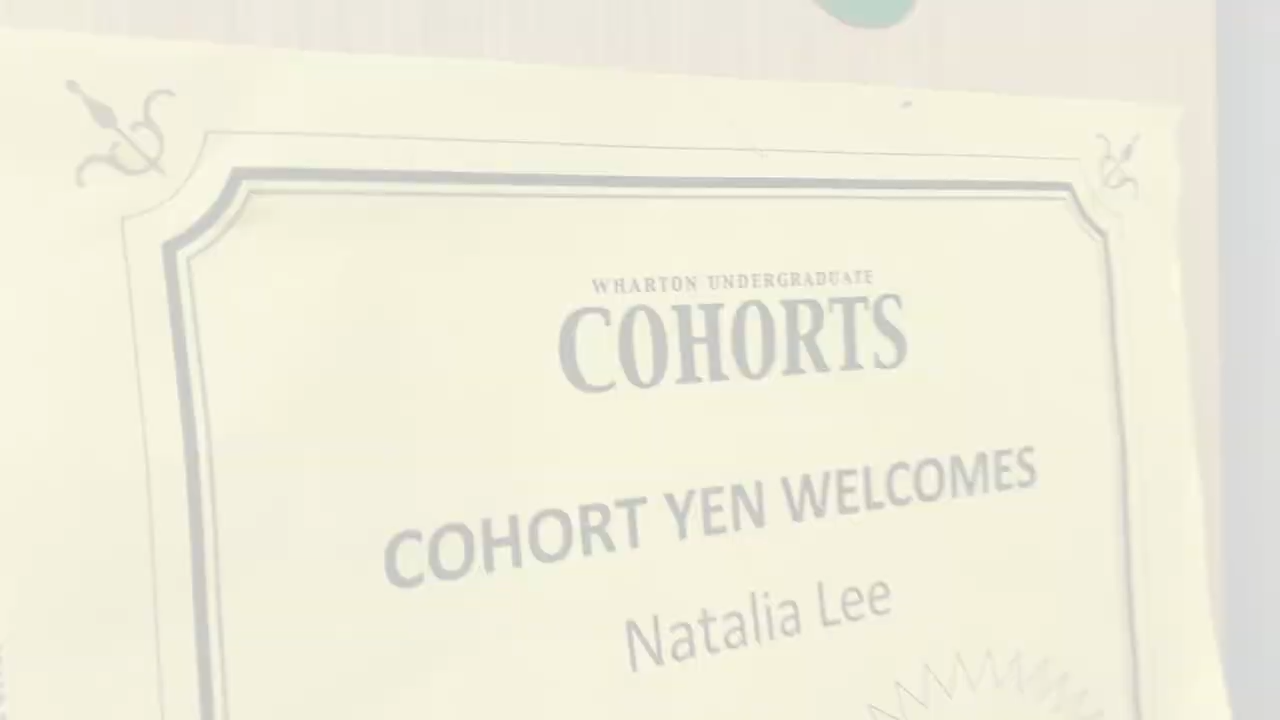 WHARTON UNDERGRADUATE
COHORTS
COHORT YEN WELCOMES
Natalia Lee